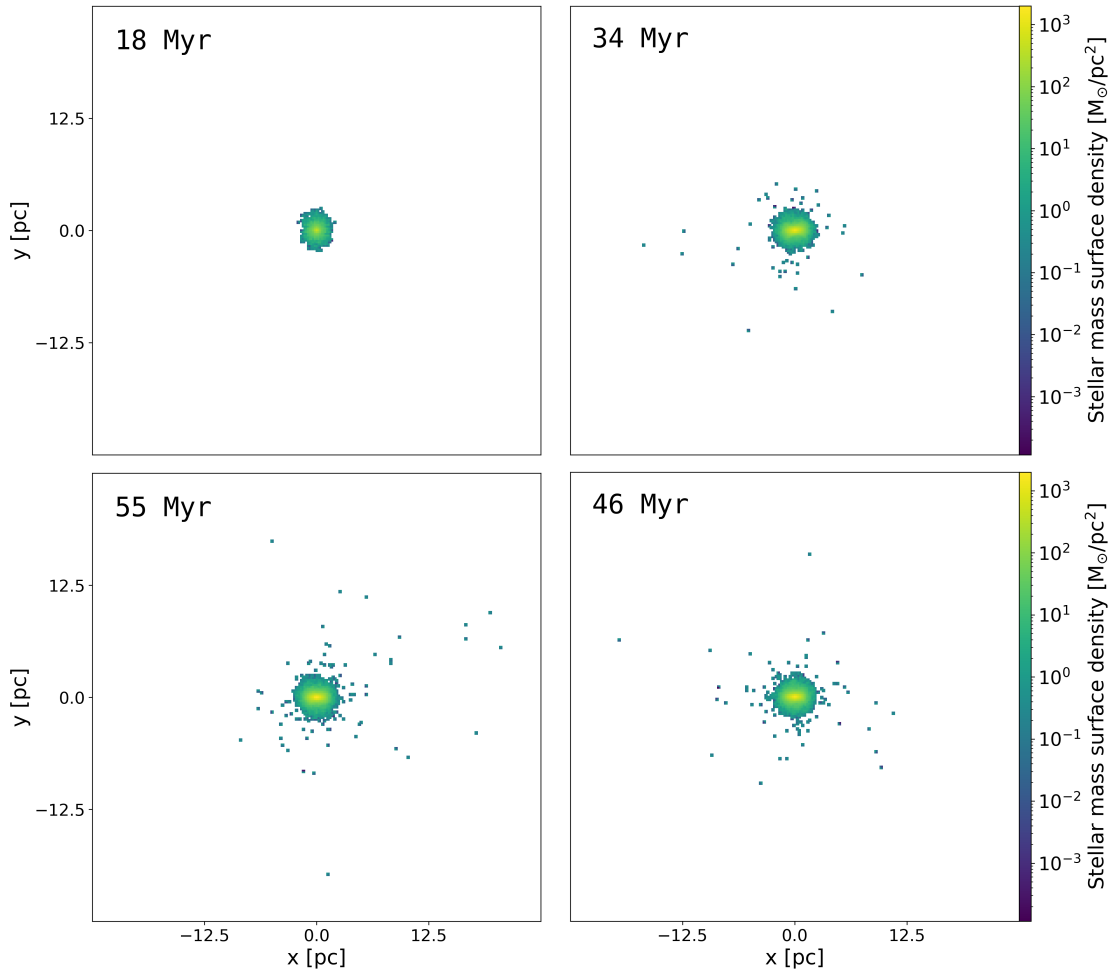 18 Myr
34 Myr
12.5
0.0
−12.5
y [pc]
10³
10²
10¹
10⁰
10⁻¹
10⁻²
10⁻³
Stellar mass surface density [M☉/pc²]
55 Myr
46 Myr
12.5
0.0
−12.5
y [pc]
10³
10²
10¹
10⁰
10⁻¹
10⁻²
10⁻³
Stellar mass surface density [M☉/pc²]
−12.5 0.0 12.5
x [pc]
−12.5 0.0 12.5
x [pc]